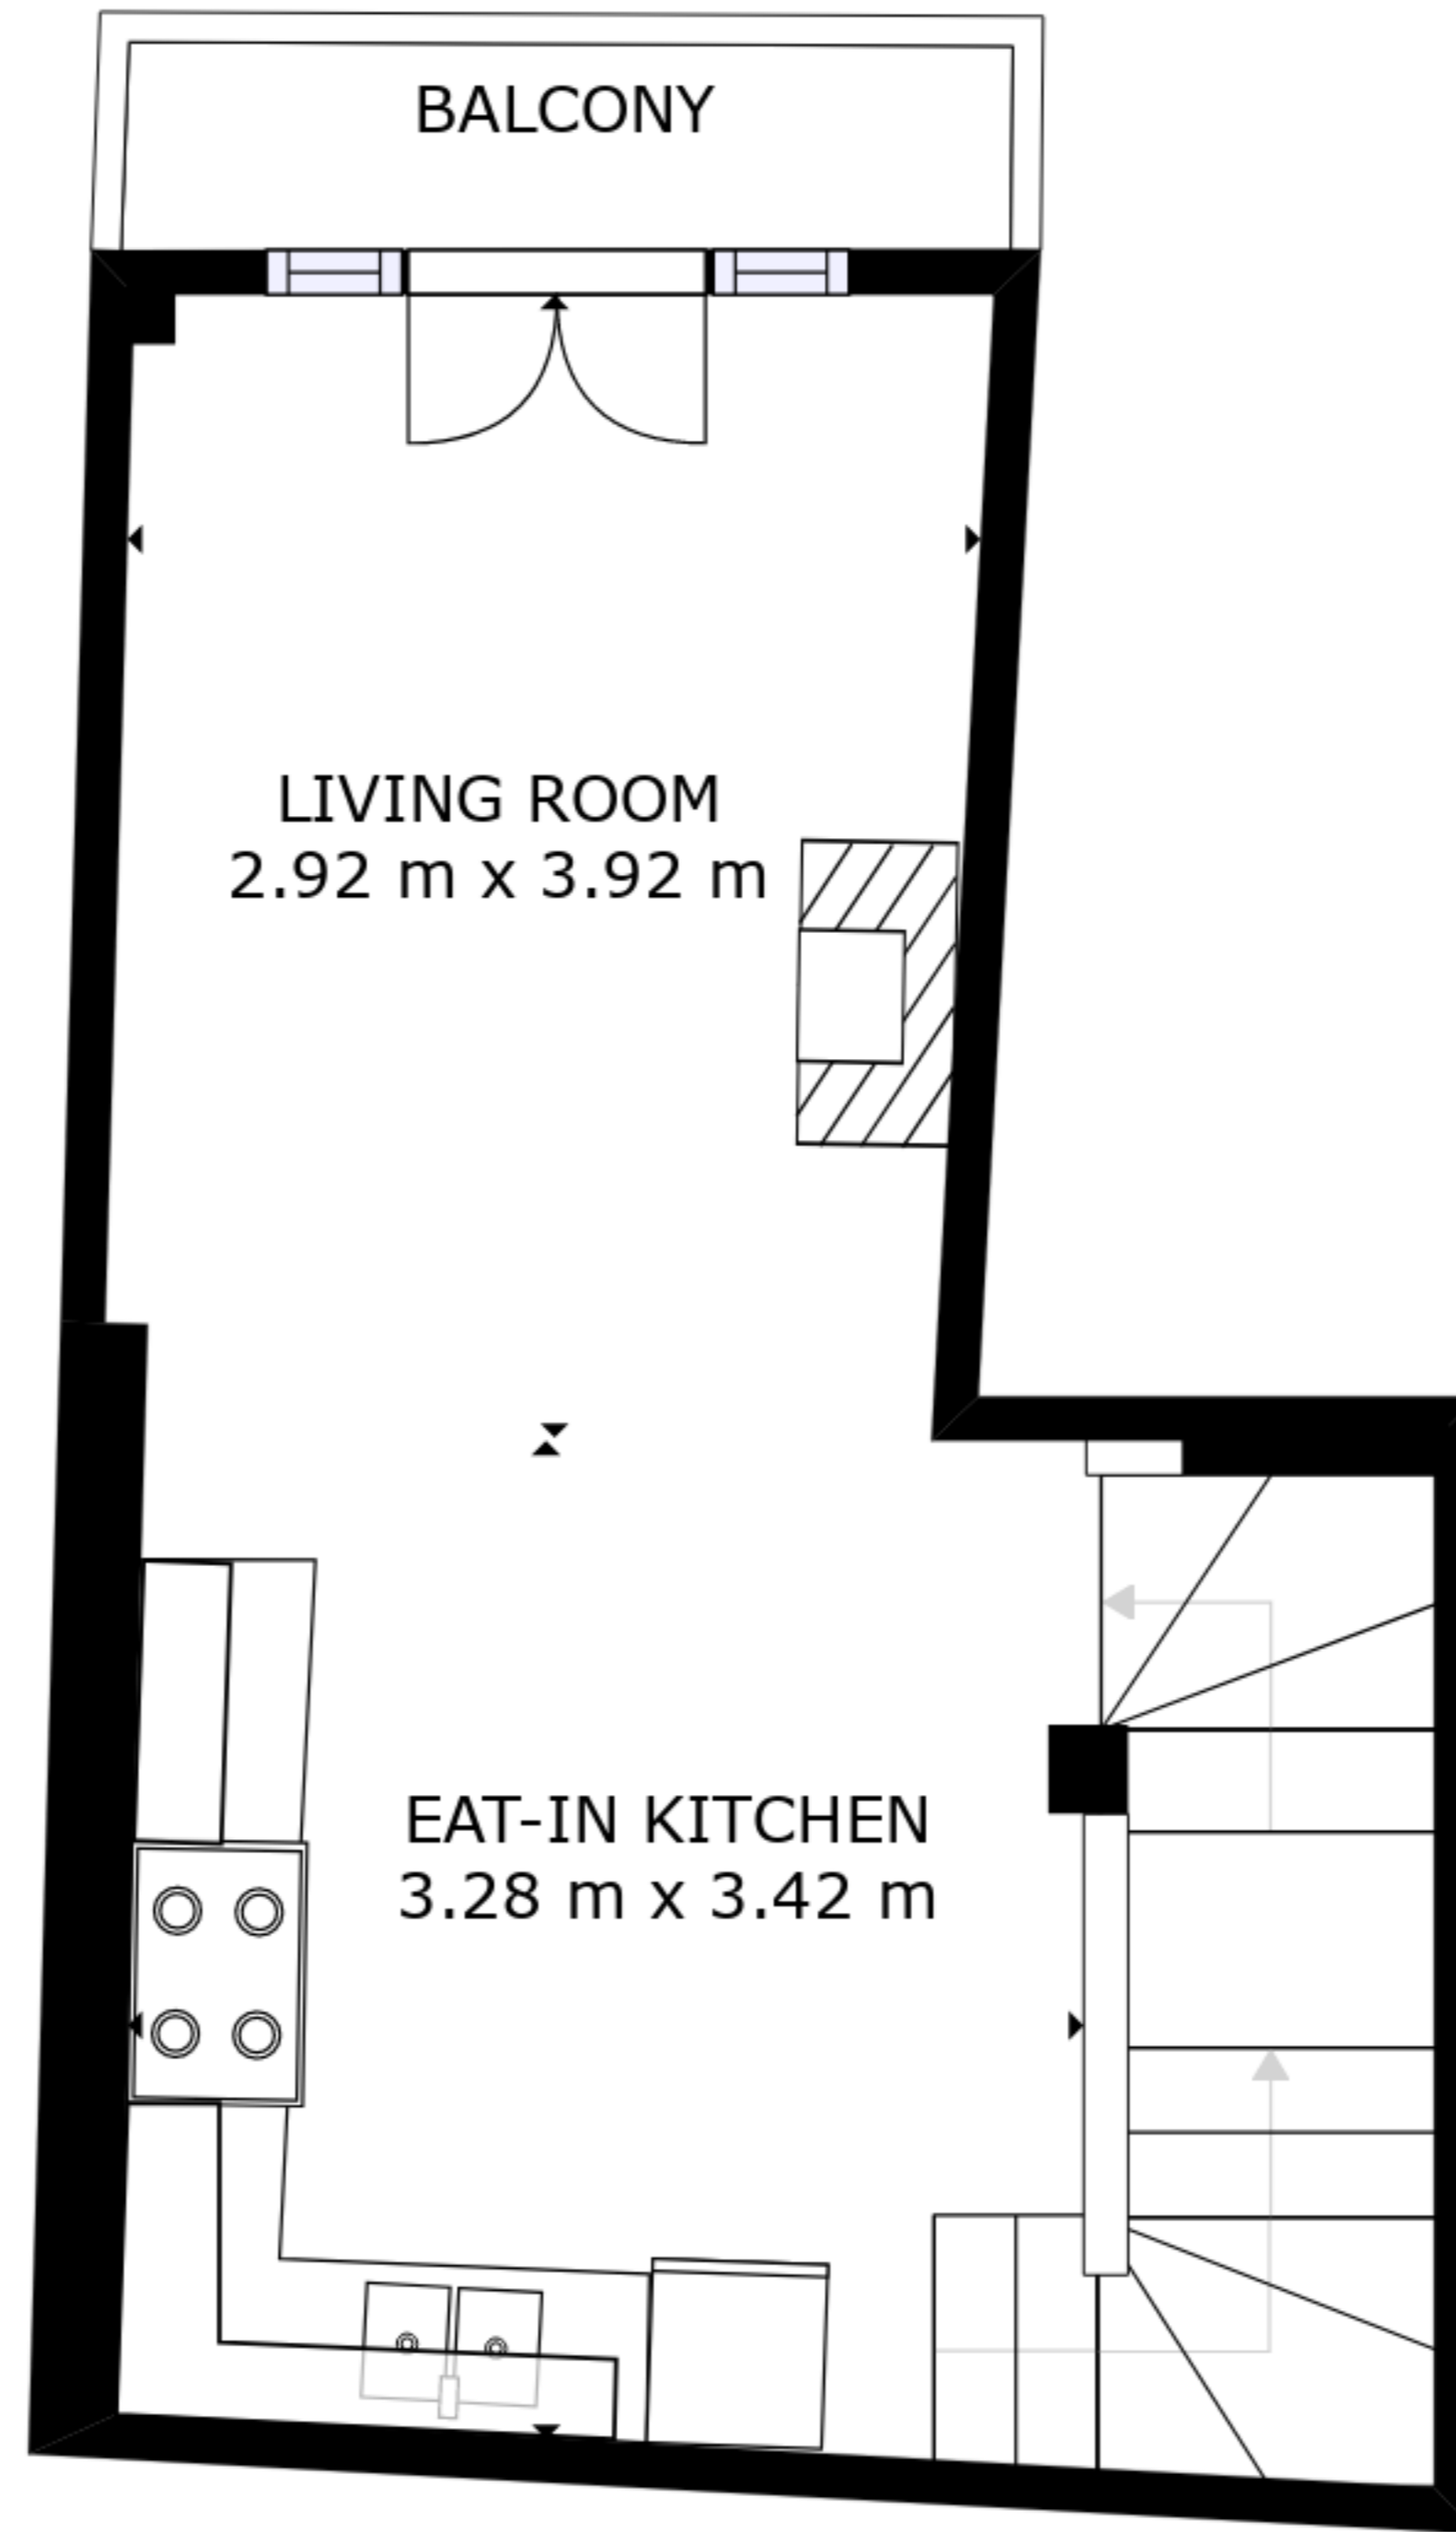 BALCONY
LIVING ROOM
2.92 m x 3.92 m
EAT-IN KITCHEN
3.28 m x 3.42 m